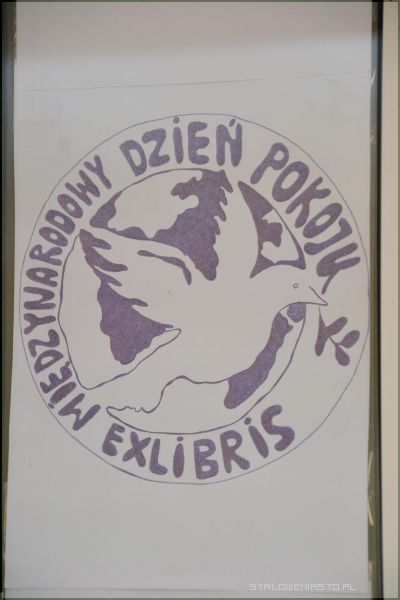 MIĘDZYNARODOWY DZIEŃ POKOJU
EXLIBRIS
STALOWEMIASTO.PL